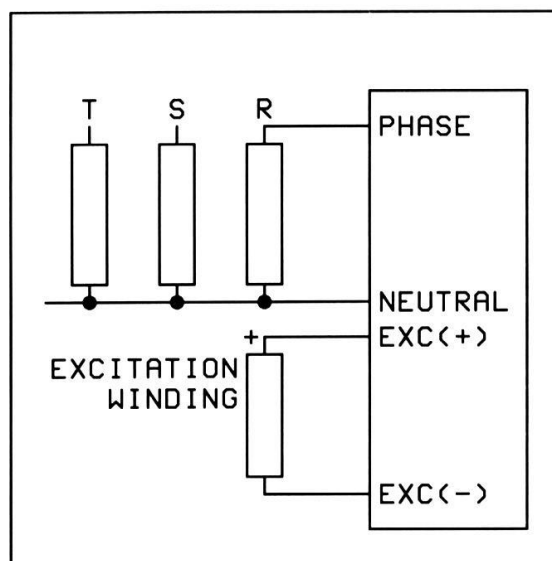 T S R
PHASE
NEUTRAL
+ EXC(+)
EXCITATION
WINDING
EXC(-)